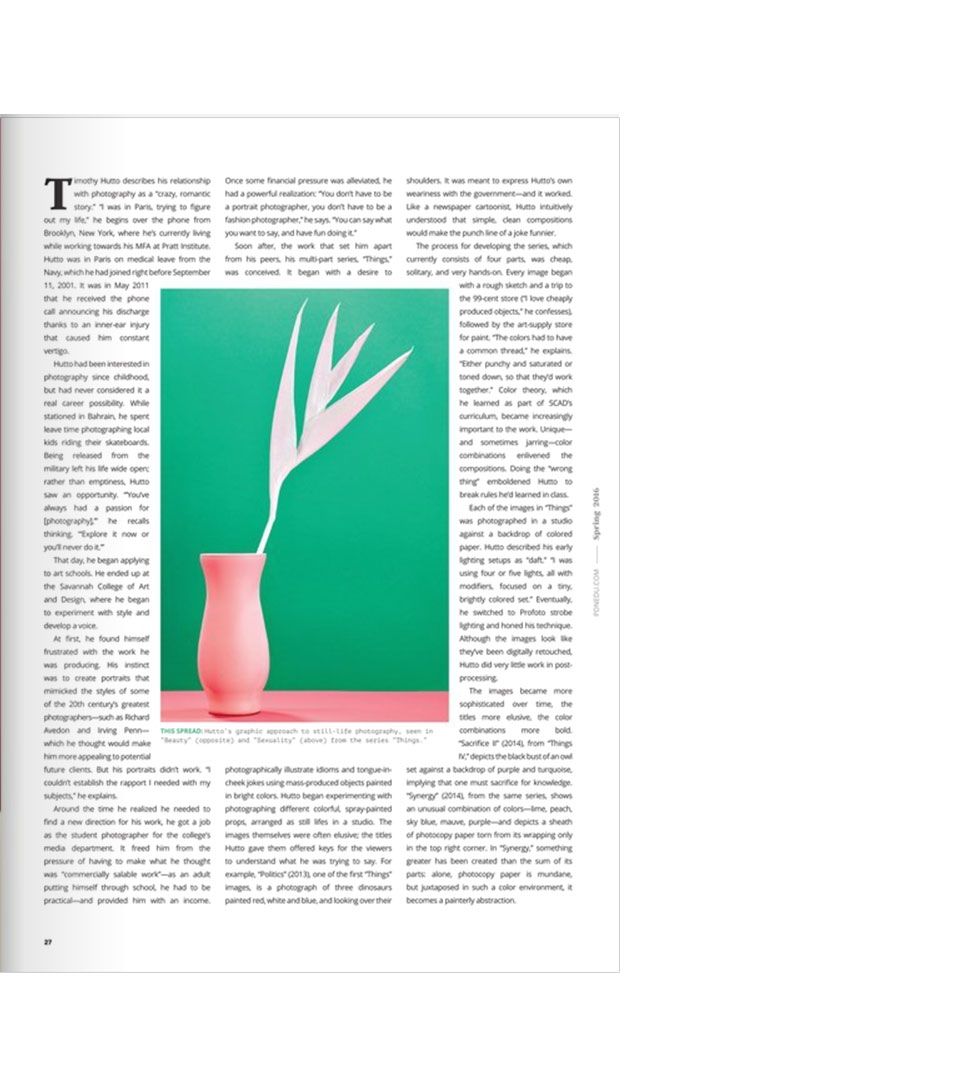 Timothy Hutto describes his relationship
with photography as a “crazy, romantic
story.” “I was in Paris, trying to figure
out my life,” he begins over the phone from
Brooklyn, New York, where he’s currently living
while working towards his MFA at Pratt Institute.
Hutto was in Paris on medical leave from the
Navy, which he had joined right before September
11, 2001. It was in May 2011
that he received the phone
call announcing his discharge
thanks to an inner-ear injury
that caused him constant
vertigo.
Hutto had been interested in
photography since childhood,
but had never considered it a
real career possibility. While
stationed in Bahrain, he spent
leave time photographing local
kids riding their skateboards.
Being released from the
military left his life wide open;
rather than emptiness, Hutto
saw an opportunity. “‘You’ve
always had a passion for
[photography],’” he recalls
thinking. “‘Explore it now or
you’ll never do it.’”
That day, he began applying
to art schools. He ended up at
the Savannah College of Art
and Design, where he began
to experiment with style and
develop a voice.
At first, he found himself
frustrated with the work he
was producing. His instinct
was to create portraits that
mimicked the styles of some
of the 20th century’s greatest
photographers—such as Richard
Avedon and Irving Penn—
which he thought would make
him more appealing to potential
future clients. But his portraits didn’t work. “I
couldn’t establish the rapport I needed with my
subjects,” he explains.
Around the time he realized he needed to
find a new direction for his work, he got a job
as the student photographer for the college’s
media department. It freed him from the
pressure of having to make what he thought
was “commercially salable work”—as an adult
putting himself through school, he had to be
practical—and provided him with an income.
Once some financial pressure was alleviated, he
had a powerful realization: “You don’t have to be
a portrait photographer, you don’t have to be a
fashion photographer,” he says. “You can say what
you want to say, and have fun doing it.”
Soon after, the work that set him apart
from his peers, his multi-part series, “Things,”
was conceived. It began with a desire to
THIS SPREAD: Hutto's graphic approach to still-life photography, seen in
"Beauty" (opposite) and "Sexuality" (above) from the series "Things."
photographically illustrate idioms and tongue-in-
cheek jokes using mass-produced objects painted
in bright colors. Hutto began experimenting with
photographing different colorful, spray-painted
props, arranged as still lifes in a studio. The
images themselves were often elusive; the titles
Hutto gave them offered keys for the viewers
to understand what he was trying to say. For
example, “Politics” (2013), one of the first “Things”
images, is a photograph of three dinosaurs
painted red, white and blue, and looking over their
shoulders. It was meant to express Hutto’s own
weariness with the government—and it worked.
Like a newspaper cartoonist, Hutto intuitively
understood that simple, clean compositions
would make the punch line of a joke funnier.
The process for developing the series, which
currently consists of four parts, was cheap,
solitary, and very hands-on. Every image began
with a rough sketch and a trip to
the 99-cent store (“I love cheaply
produced objects,” he confesses),
followed by the art-supply store
for paint. “The colors had to have
a common thread,” he explains.
“Either punchy and saturated or
toned down, so that they’d work
together.” Color theory, which
he learned as part of SCAD’s
curriculum, became increasingly
important to the work. Unique—
and sometimes jarring—color
combinations enlivened the
compositions. Doing the “wrong
thing” emboldened Hutto to
break rules he’d learned in class.
Each of the images in “Things”
was photographed in a studio
against a backdrop of colored
paper. Hutto described his early
lighting setups as “daft.” “I was
using four or five lights, all with
modifiers, focused on a tiny,
brightly colored set.” Eventually,
he switched to Profoto strobe
lighting and honed his technique.
Although the images look like
they’ve been digitally retouched,
Hutto did very little work in post-
processing.
The images became more
sophisticated over time, the
titles more elusive, the color
combinations more bold.
“Sacrifice II” (2014), from “Things
IV,” depicts the black bust of an owl
set against a backdrop of purple and turquoise,
implying that one must sacrifice for knowledge.
“Synergy” (2014), from the same series, shows
an unusual combination of colors—lime, peach,
sky blue, mauve, purple—and depicts a sheath
of photocopy paper torn from its wrapping only
in the top right corner. In “Synergy,” something
greater has been created than the sum of its
parts: alone, photocopy paper is mundane,
but juxtaposed in such a color environment, it
becomes a painterly abstraction.
PDNEDU.COM — Spring 2016
27